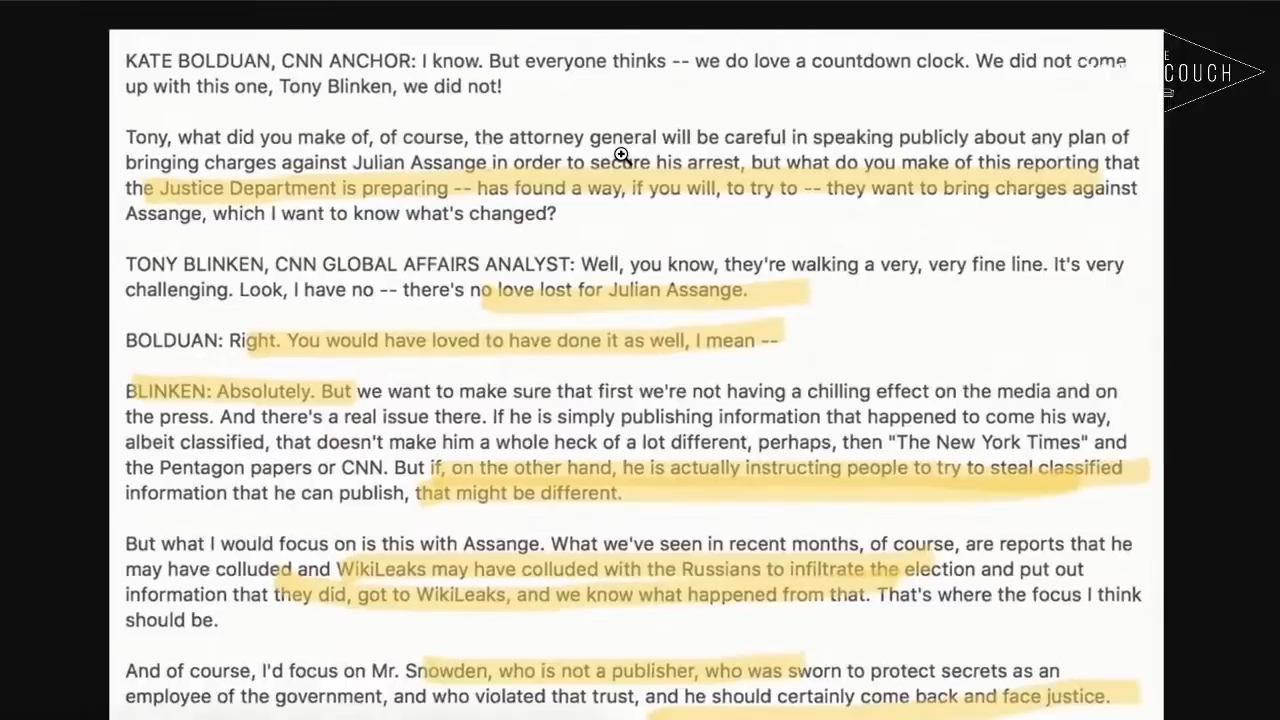 KATE BOLDUAN, CNN ANCHOR: I know. But everyone thinks -- we do love a countdown clock. We did not come
up with this one, Tony Blinken, we did not!
COUCH
Tony, what did you make of, of course, the attorney general will be careful in speaking publicly about any plan of
bringing charges against Julian Assange in order to secure his arrest, but what do you make of this reporting that
the Justice Department is preparing -- has found a way, if you will, to try to -- they want to bring charges against
Assange, which I want to know what's changed?
TONY BLINKEN, CNN GLOBAL AFFAIRS ANALYST: Well, you know, they're walking a very, very fine line. It's very
challenging. Look, I have no -- there's no love lost for Julian Assange.
BOLDUAN: Right. You would have loved to have done it as well, I mean --
BLINKEN: Absolutely. But we want to make sure that first we're not having a chilling effect on the media and on
the press. And there's a real issue there. If he is simply publishing information that happened to come his way,
albeit classified, that doesn't make him a whole heck of a lot different, perhaps, then "The New York Times" and
the Pentagon papers or CNN. But if, on the other hand, he is actually instructing people to try to steal classified
information that he can publish, that might be different.
But what I would focus on is this with Assange. What we've seen in recent months, of course, are reports that he
may have colluded and WikiLeaks may have colluded with the Russians to infiltrate the election and put out
information that they did, got to WikiLeaks, and we know what happened from that. That's where the focus I think
should be.
And of course, I'd focus on Mr. Snowden, who is not a publisher, who was sworn to protect secrets as an
employee of the government, and who violated that trust, and he should certainly come back and face justice.